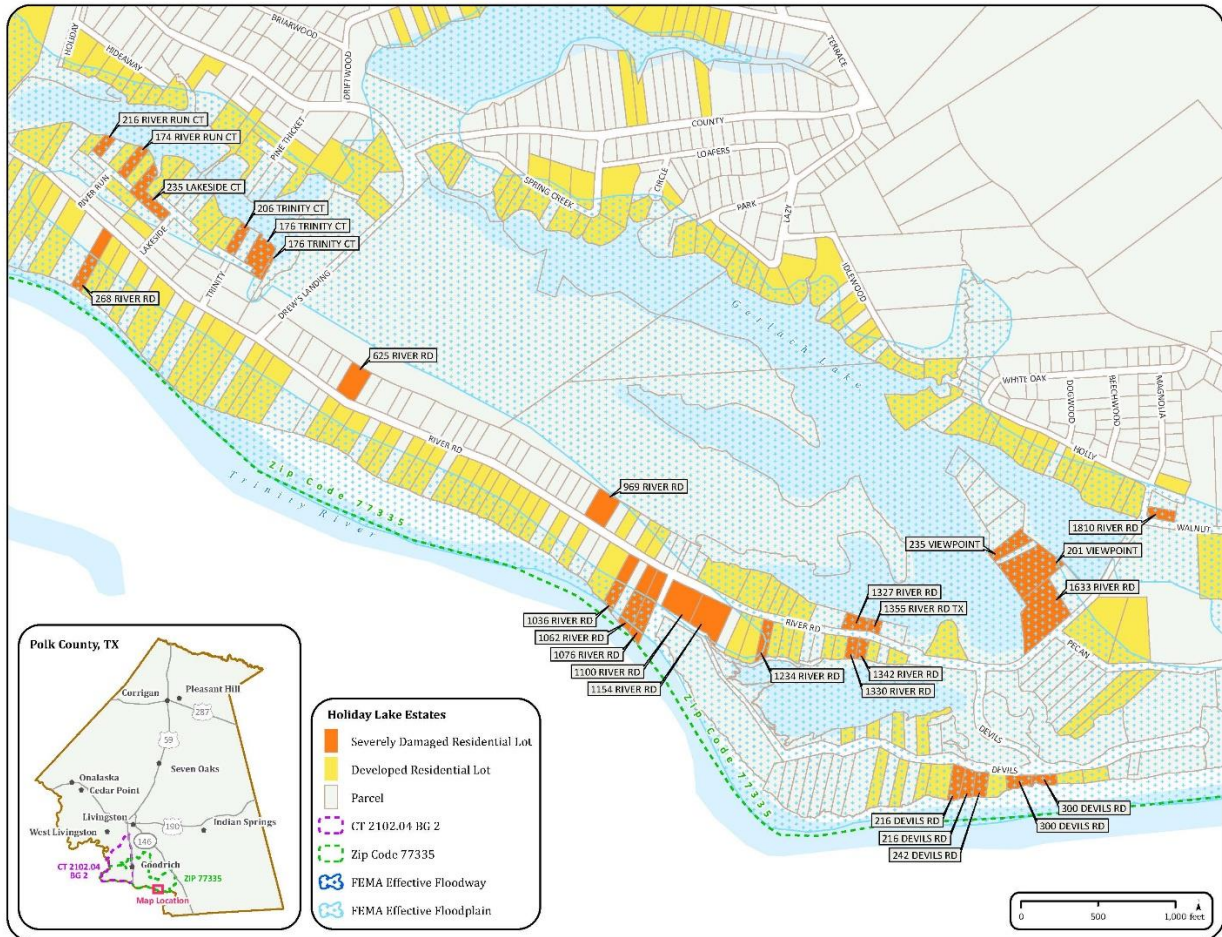 HOLIDAY
HIDEAWAY
BRIARWOOD
DRIFTWOOD
TERRACE
PINE THICKET
COUNTY
LOAFERS
CIRCLE
SPRING CREEK
PARK
LAZY
IDLEWOOD
216 RIVER RUN CT
174 RIVER RUN CT
235 LAKESIDE CT
206 TRINITY CT
176 TRINITY CT
176 TRINITY CT
RIVER RUN
LAKESIDE
TRINITY
DREW'S LANDING
268 RIVER RD
625 RIVER RD
RIVER RD
Gerlach Lake
WHITE OAK
DOGWOOD
BEECHWOOD
MAGNOLIA
HOLLY
WALNUT
Zip Code 77335
Trinity River
969 RIVER RD
1810 RIVER RD
235 VIEWPOINT
201 VIEWPOINT
1633 RIVER RD
PECAN
1327 RIVER RD
1355 RIVER RD TX
RIVER RD
1036 RIVER RD
1062 RIVER RD
1076 RIVER RD
1100 RIVER RD
1154 RIVER RD
1234 RIVER RD
1342 RIVER RD
1330 RIVER RD
Zip Code 77335
DEVILS
DEVILS
216 DEVILS RD
216 DEVILS RD
242 DEVILS RD
300 DEVILS RD
300 DEVILS RD
Polk County, TX
Corrigan
Pleasant Hill
287
59
Seven Oaks
Onalaska
Cedar Point
Livingston
West Livingston
190
Indian Springs
146
Goodrich
CT 2102.04
BG 2
ZIP 77335
Map Location
Holiday Lake Estates
Severely Damaged Residential Lot
Developed Residential Lot
Parcel
CT 2102.04 BG 2
Zip Code 77335
FEMA Effective Floodway
FEMA Effective Floodplain
0 500 1,000 feet